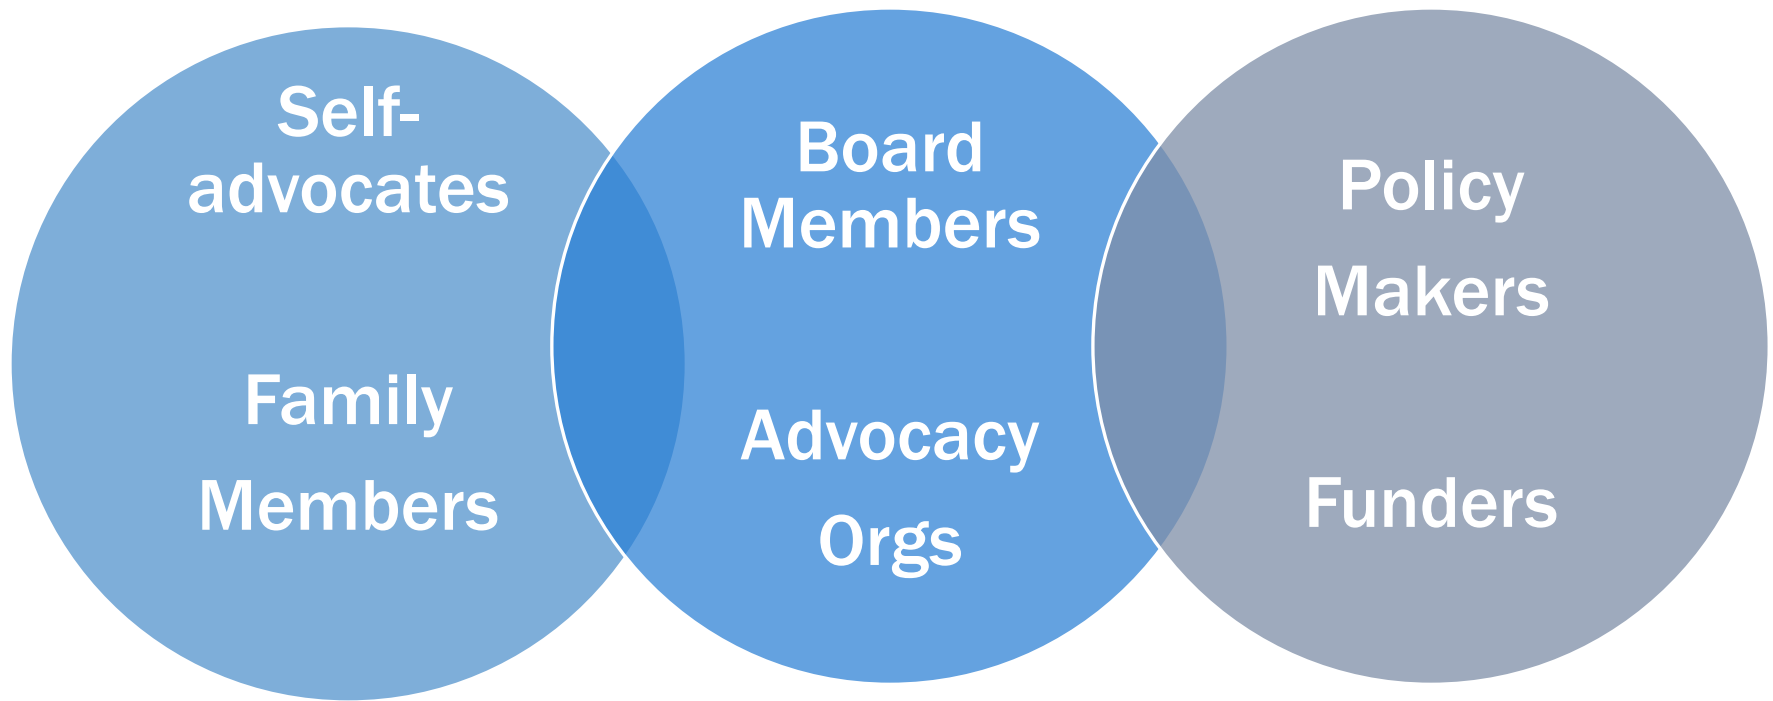 Self-
advocates
Family
Members
Board
Members
Advocacy
Orgs
Policy
Makers
Funders